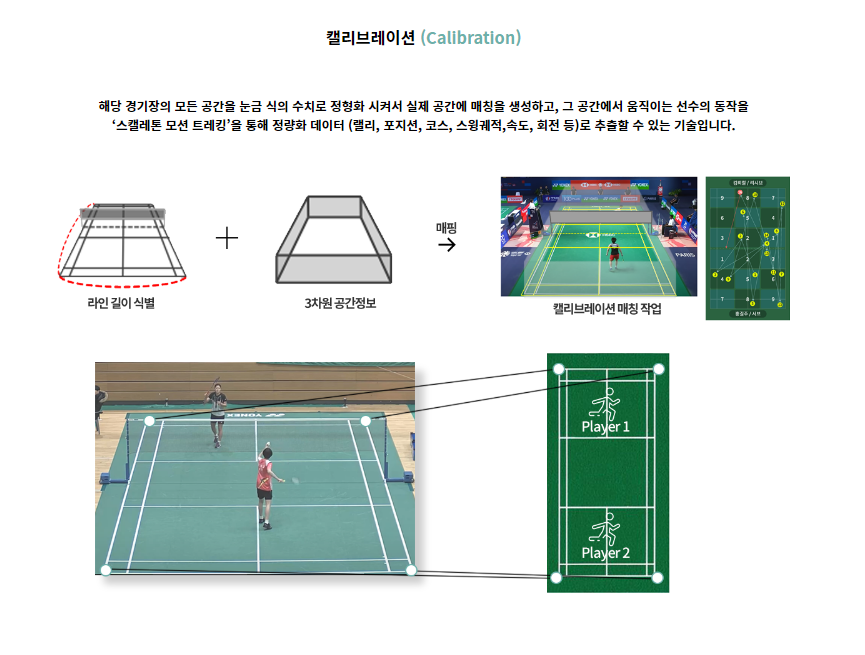 캘리브레이션 (Calibration)
해당 경기장의 모든 공간을 눈금 식의 수치로 정형화 시켜서 실제 공간에 매칭을 생성하고, 그 공간에서 움직이는 선수의 동작을
‘스캘레톤 모션 트레킹’을 통해 정량화 데이터 (랠리, 포지션, 코스, 스윙궤적,속도, 회전 등)로 추출할 수 있는 기술입니다.
매핑
라인 길이 식별
3차원 공간정보
캘리브레이션 매칭 작업
PARIS
YONEX
Player 1
Player 2